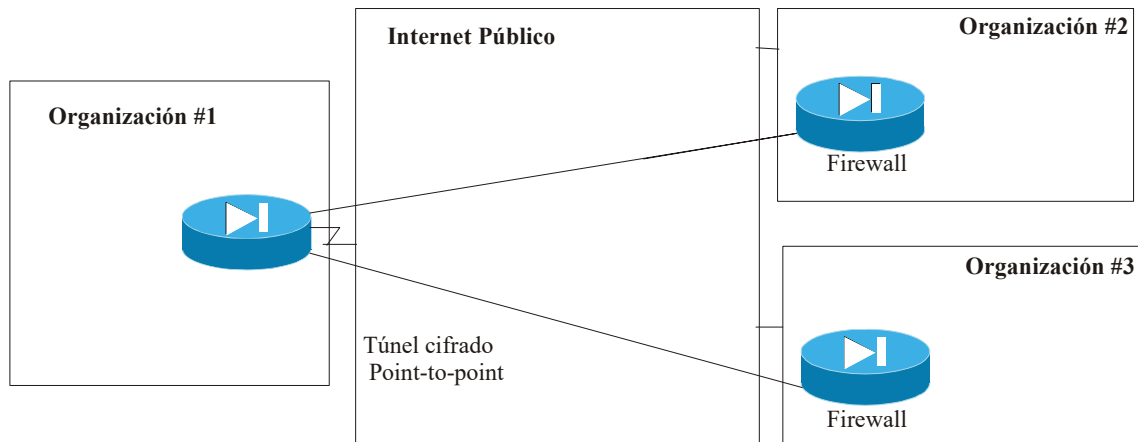 Internet Público
Organización #2
Organización #1
Firewall
Organización #3
Túnel cifrado
Point-to-point
Firewall